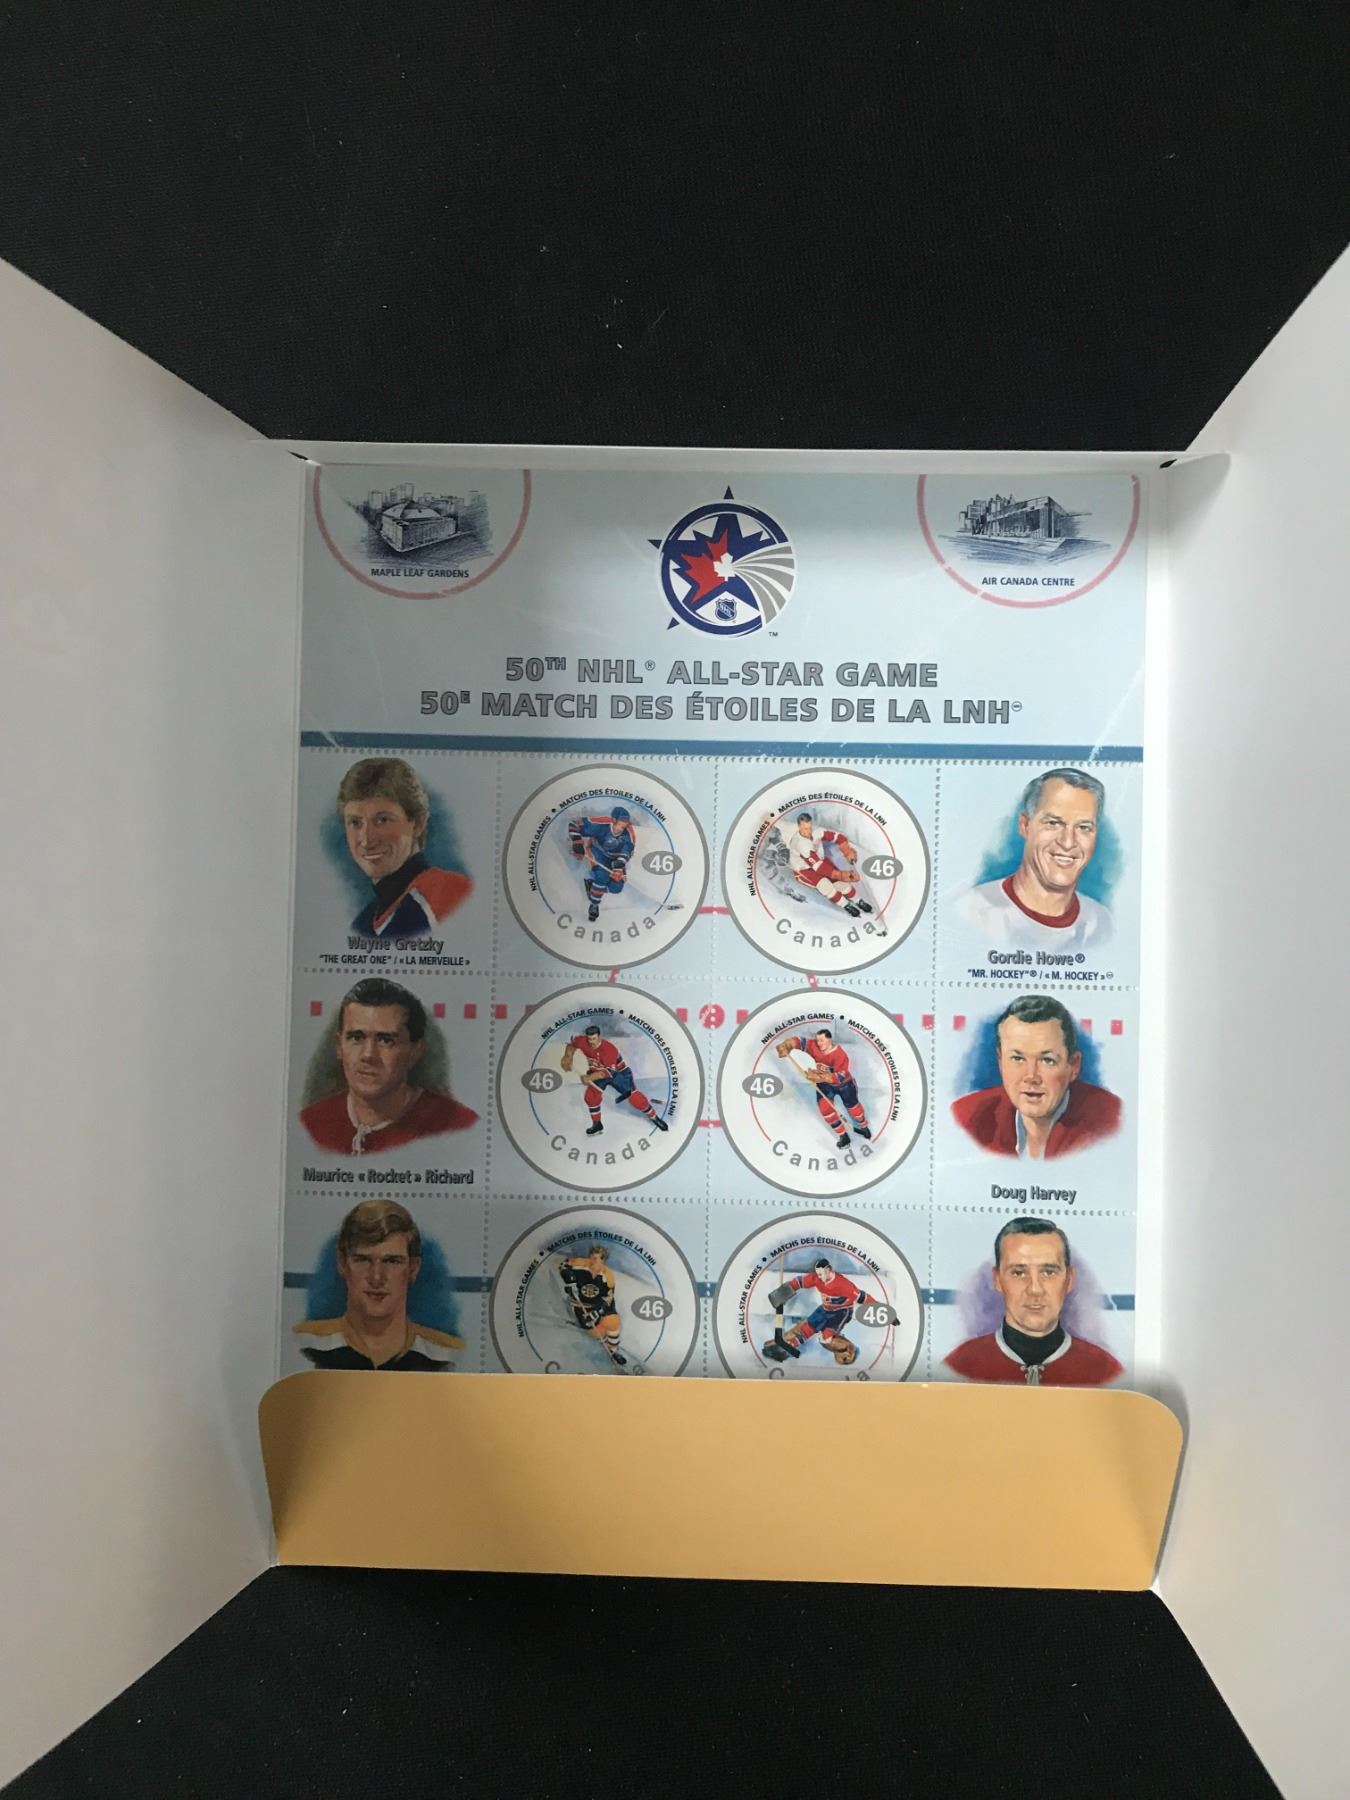 MAPLE LEAF GARDENS
AIR CANADA CENTRE
NHL
TM
50TH NHL® ALL-STAR GAME
50E MATCH DES ÉTOILES DE LA LNH
NHL ALL-STAR GAMES • MATCHS DES ÉTOILES DE LA LNH
46
Canada
NHL ALL-STAR GAMES • MATCHS DES ÉTOILES DE LA LNH
46
Canada
Wayne Gretzky
"THE GREAT ONE" / « LA MERVEILLE »
Gordie Howe®
"MR. HOCKEY"® / « M. HOCKEY »
NHL ALL-STAR GAMES • MATCHS DES ÉTOILES DE LA LNH
46
Canada
NHL ALL-STAR GAMES • MATCHS DES ÉTOILES DE LA LNH
46
Canada
Maurice « Rocket » Richard
Doug Harvey
NHL ALL-STAR GAMES • MATCHS DES ÉTOILES DE LA LNH
46
NHL ALL-STAR GAMES • MATCHS DES ÉTOILES DE LA LNH
46